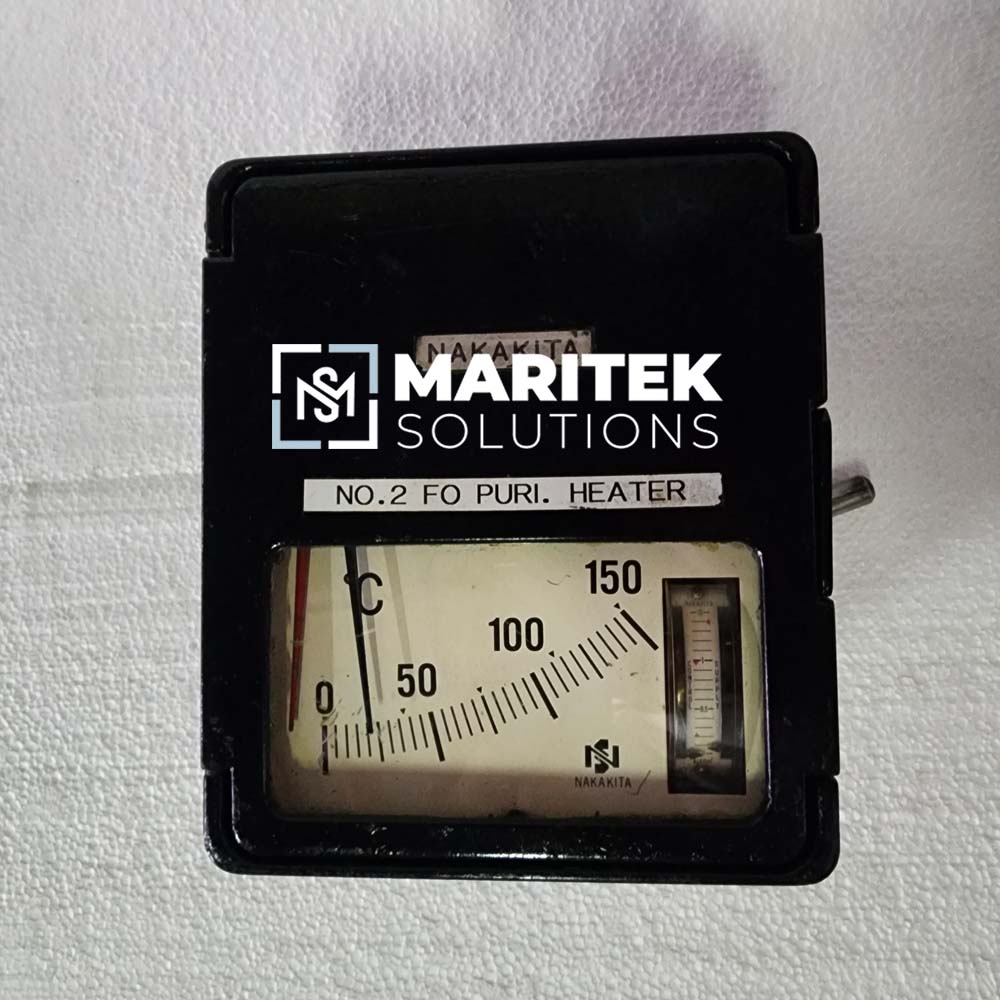 NAKAKITA
MARITEK
SOLUTIONS
NO.2 FO PURI. HEATER
°C
0
50
100
150
NAKAKITA